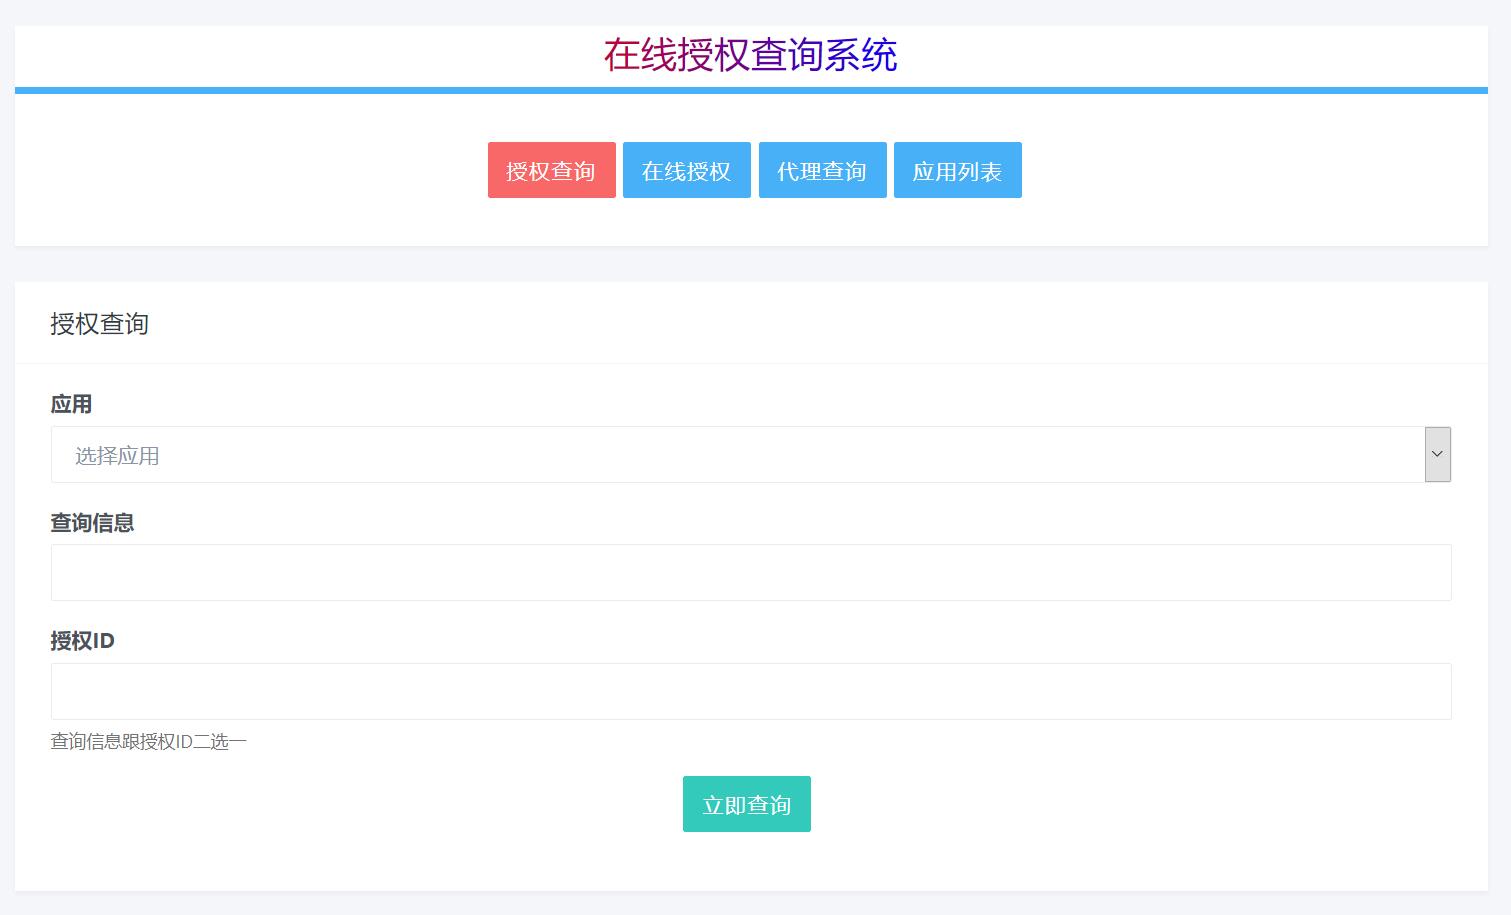 在线授权查询系统
授权查询 在线授权 代理查询 应用列表
授权查询
应用
选择应用
查询信息
授权ID
查询信息跟授权ID二选一
立即查询